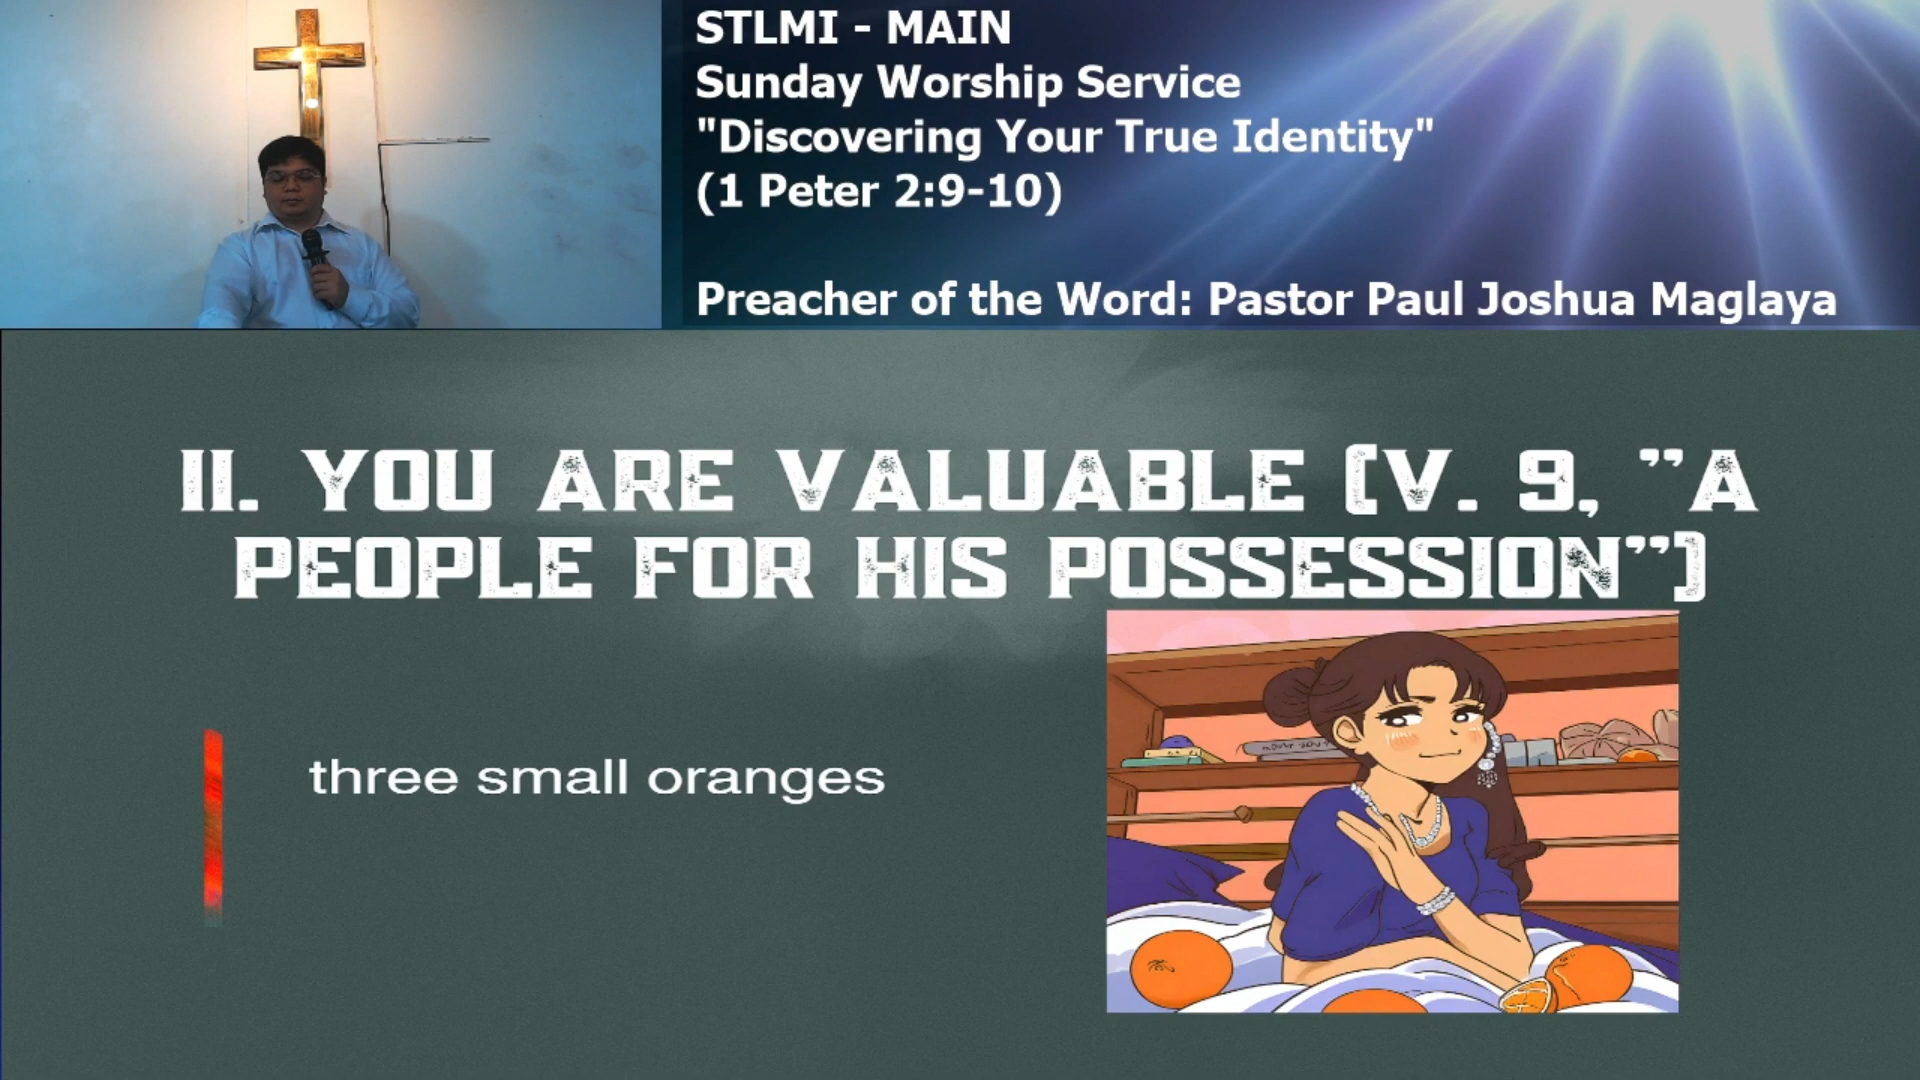 STLMI - MAIN
Sunday Worship Service
"Discovering Your True Identity"
(1 Peter 2:9-10)
Preacher of the Word: Pastor Paul Joshua Maglaya
II. YOU ARE VALUABLE (V. 9, ”A
PEOPLE FOR HIS POSSESSION”)
three small oranges